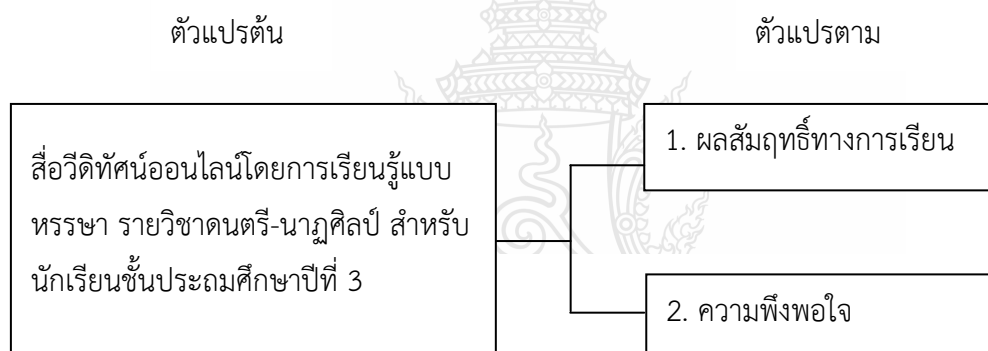 ตัวแปรต้น
ตัวแปรตาม
สื่อวีดิทัศน์ออนไลน์โดยการเรียนรู้แบบ
หรรษา รายวิชาดนตรี-นาฏศิลป์ สำหรับ
นักเรียนชั้นประถมศึกษาปีที่ 3
1. ผลสัมฤทธิ์ทางการเรียน
2. ความพึงพอใจ